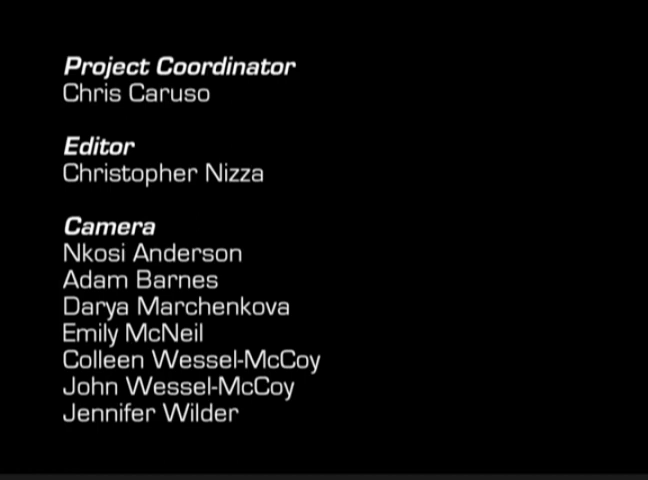 Project Coordinator
Chris Caruso
Editor
Christopher Nizza
Camera
Nkosi Anderson
Adam Barnes
Darya Marchenkova
Emily McNeil
Colleen Wessel-McCoy
John Wessel-McCoy
Jennifer Wilder